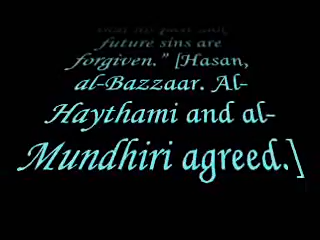 future sins are
forgiven.” [Hasan,
al-Bazzaar. Al-
Haythami and al-
Mundhiri agreed.]